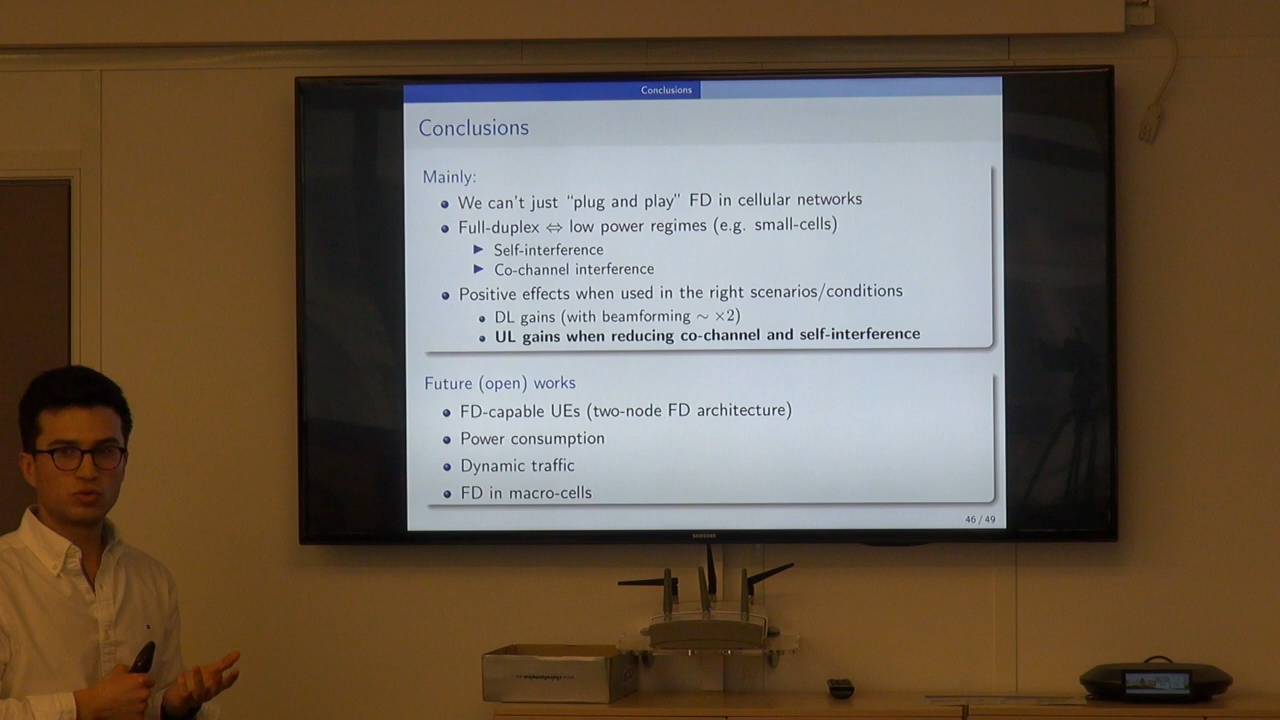 Conclusions
Conclusions
Mainly:
We can't just “plug and play” FD in cellular networks
Full-duplex ⇔ low power regimes (e.g. small-cells)
Self-interference
Co-channel interference
Positive effects when used in the right scenarios/conditions
DL gains (with beamforming ∼ ×2)
UL gains when reducing co-channel and self-interference
Future (open) works
FD-capable UEs (two-node FD architecture)
Power consumption
Dynamic traffic
FD in macro-cells
46 / 49
SAMSUNG